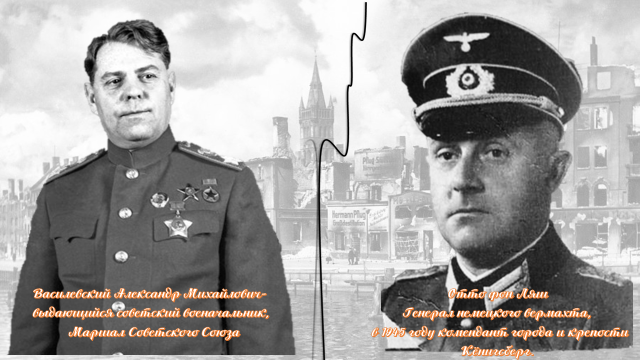 Василевский Александр Михайлович-
выдающийся советский военачальник,
Маршал Советского Союза
Отто фон Ляш
Генерал немецкого вермахта,
в 1945 году комендант города и крепости
Кёнигсберг.